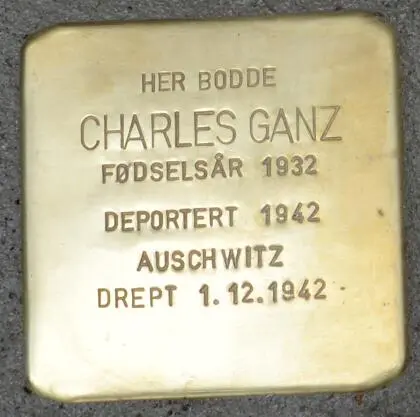 HER BODDE
CHARLES GANZ
FØDSELSÅR 1932
DEPORTERT 1942
AUSCHWITZ
DREPT 1.12.1942